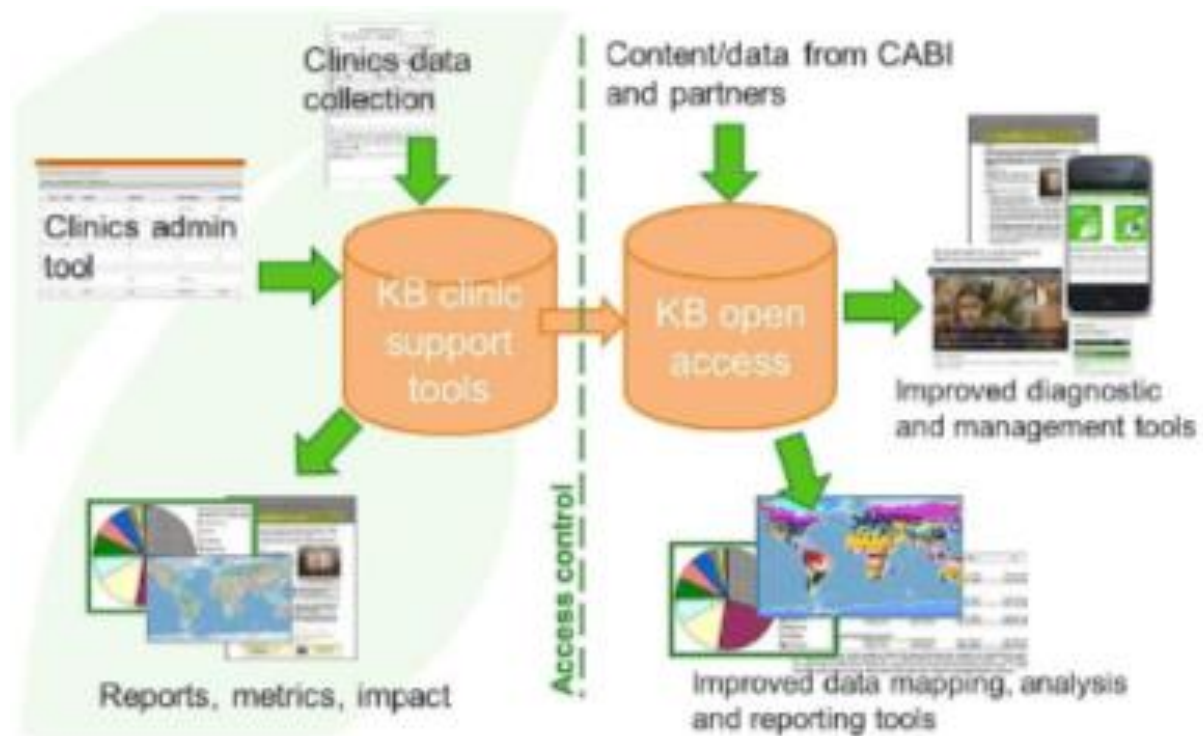 Clinics data
collection
Content/data from CABI
and partners
Clinics admin
tool
KB clinic
support
tools
KB open
access
Improved diagnostic
and management tools
Access control
Reports, metrics, impact
Improved data mapping, analysis
and reporting tools